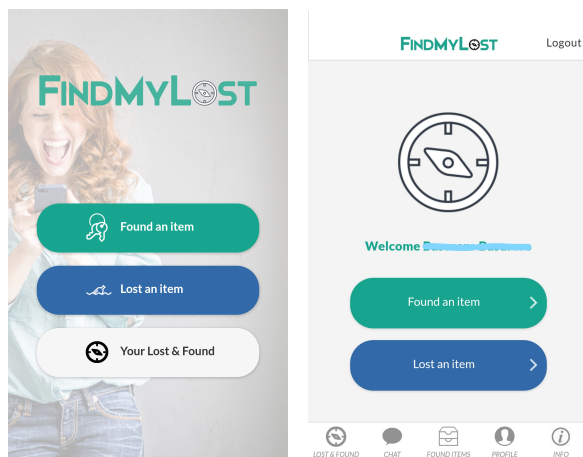 FINDMYLOST
Found an item
Lost an item
Your Lost & Found
FINDMYLOST
Logout
Welcome
Found an item
Lost an item
LOST & FOUND
CHAT
FOUND ITEMS
PROFILE
INFO